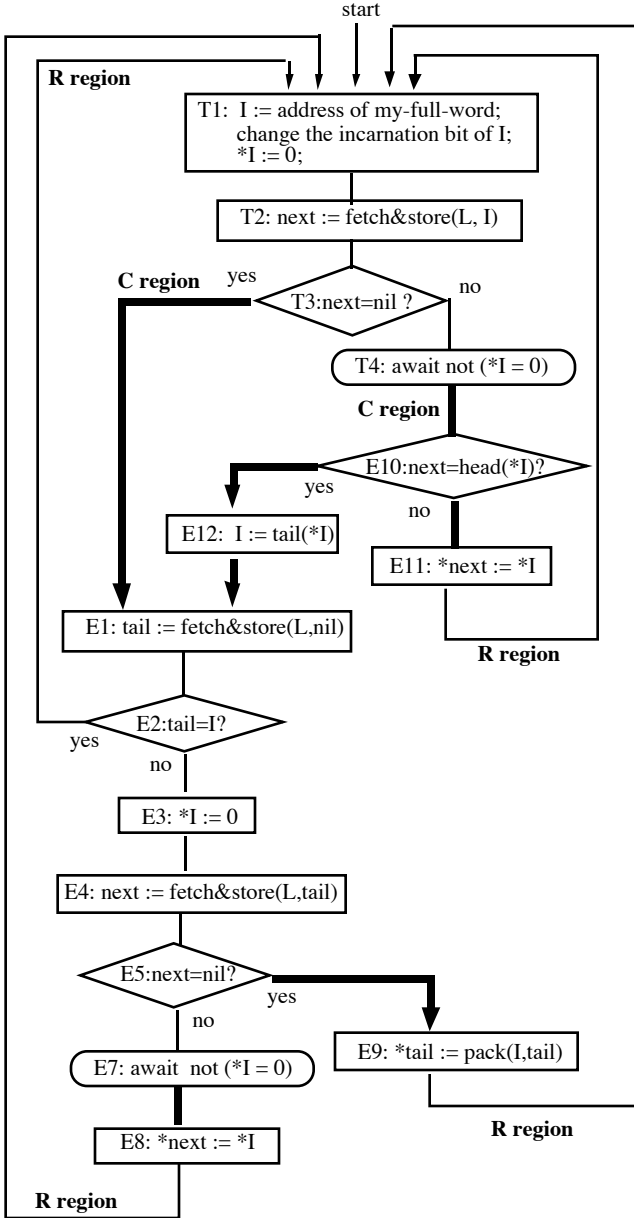 start
R region
T1: I := address of my-full-word;
change the incarnation bit of I;
*I := 0;
T2: next := fetch&store(L, I)
C region
yes
T3:next=nil ?
no
T4: await not (*I = 0)
C region
E10:next=head(*I)?
yes
no
E12: I := tail(*I)
E11: *next := *I
R region
E1: tail := fetch&store(L,nil)
E2:tail=I?
yes
no
E3: *I := 0
E4: next := fetch&store(L,tail)
E5:next=nil?
yes
no
E7: await not (*I = 0)
E9: *tail := pack(I,tail)
E8: *next := *I
R region
R region